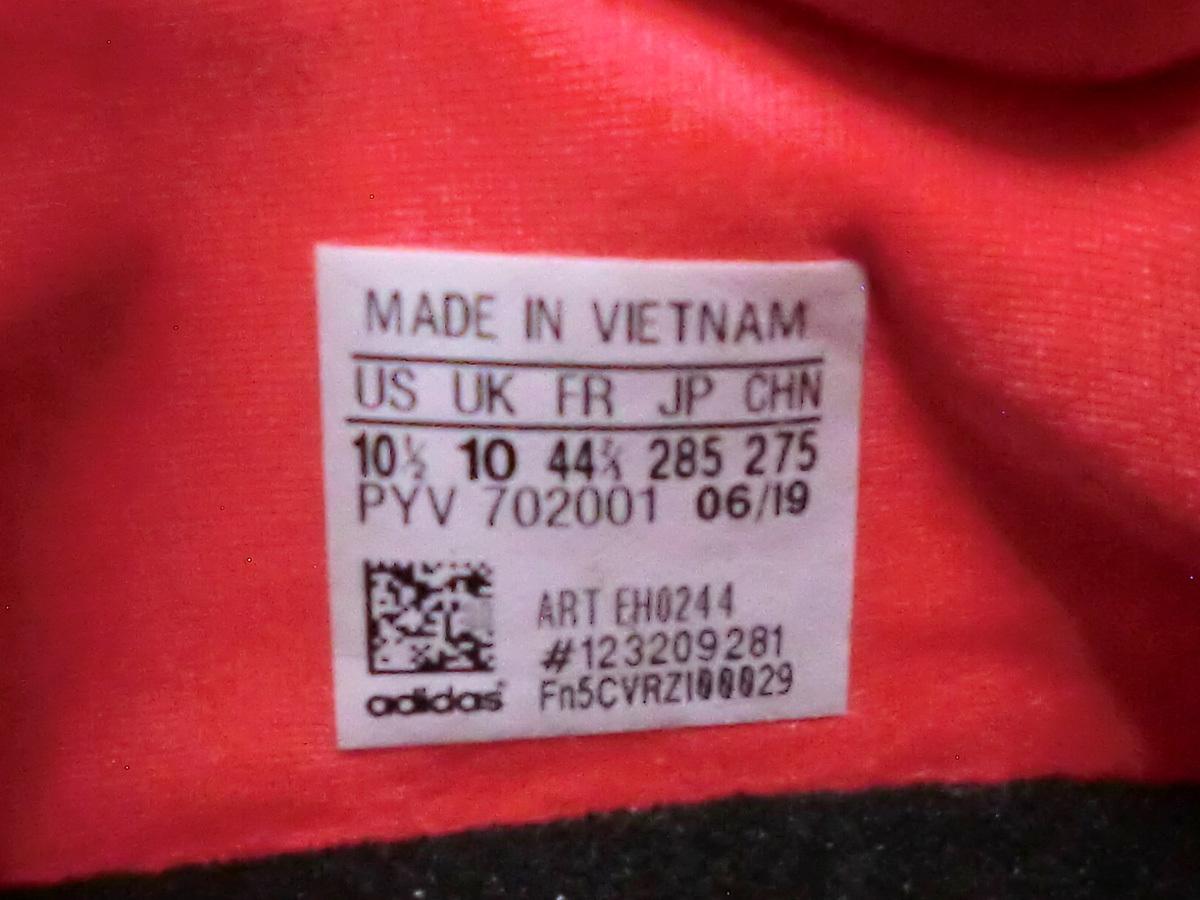 MADE IN VIETNAM
US UK FR JP CHN
10½ 10 44⅔ 285 275
PYV 702001 06/19
ART EH0244
#123209281
Fn5CVRZI00029
adidas